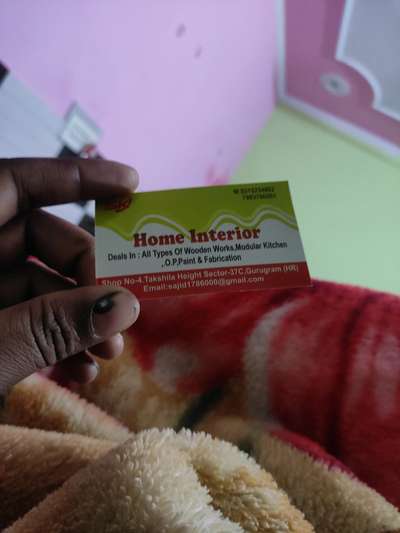 Home Interior
Deals In : All Types Of Wooden Works,Modular Kitchen
,O.P,Paint & Fabrication
Shop No-4,Takshila Height Sector-37C,Gurugram (HR)
Email:sajid1786000@gmail.com